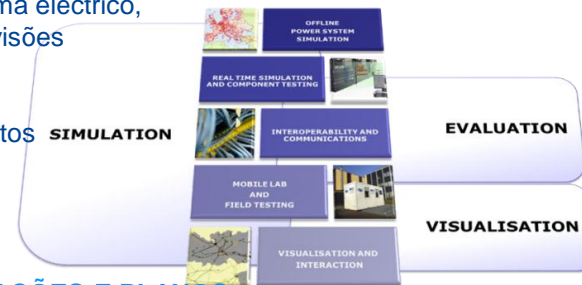 ma eléctrico,
visões
tos
SIMULATION
OFFLINE
POWER SYSTEM
SIMULATION
REAL TIME SIMULATION
AND COMPONENT TESTING
INTEROPERABILITY AND
COMMUNICATIONS
MOBILE LAB
AND
FIELD TESTING
VISUALISATION AND
INTERACTION
EVALUATION
VISUALISATION